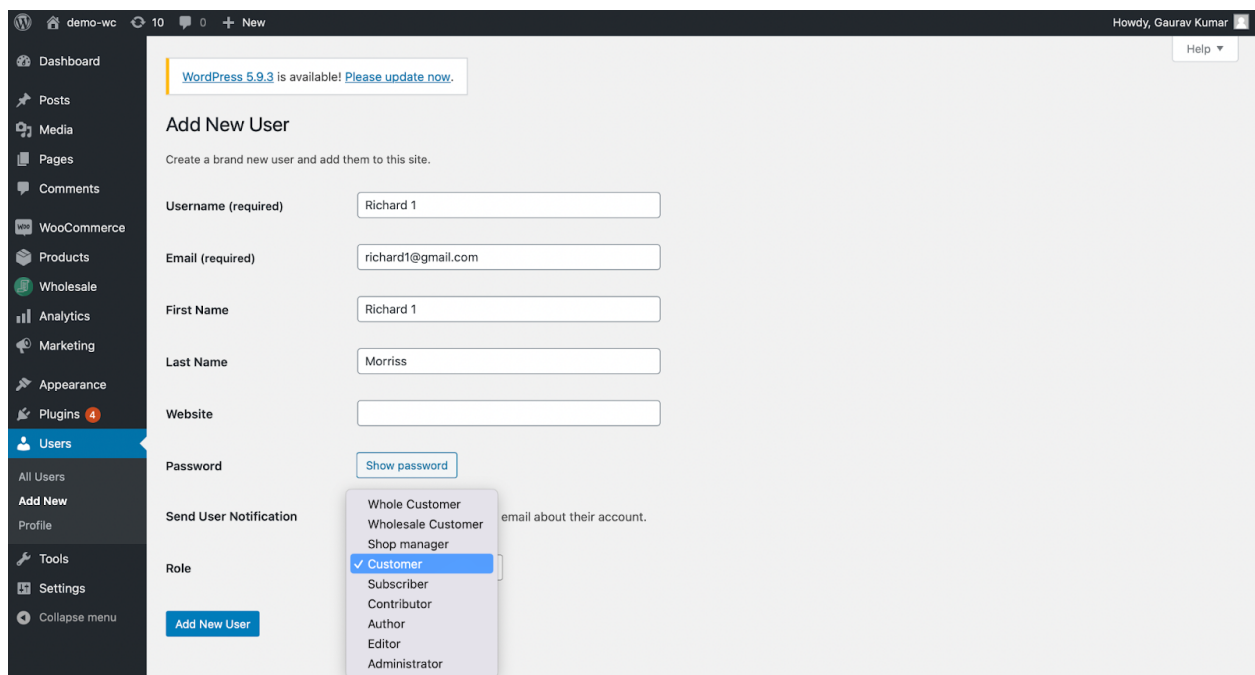 demo-wc 10 0 + New Howdy, Gaurav Kumar
Help ▼
Dashboard
Posts
Media
Pages
Comments
Woo WooCommerce
Products
Wholesale
Analytics
Marketing
Appearance
Plugins 4
Users
All Users
Add New
Profile
Tools
Settings
Collapse menu
WordPress 5.9.3 is available! Please update now.
Add New User
Create a brand new user and add them to this site.
Username (required) Richard 1
Email (required) richard1@gmail.com
First Name Richard 1
Last Name Morriss
Website
Password Show password
Send User Notification email about their account.
Role
Whole Customer
Wholesale Customer
Shop manager
✓ Customer
Subscriber
Contributor
Author
Editor
Administrator
Add New User